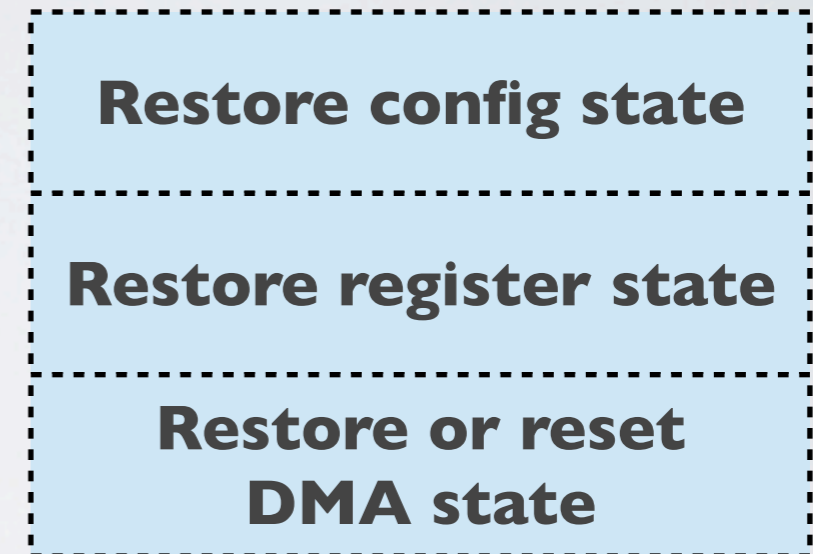 Restore config state
Restore register state
Restore or reset
DMA state